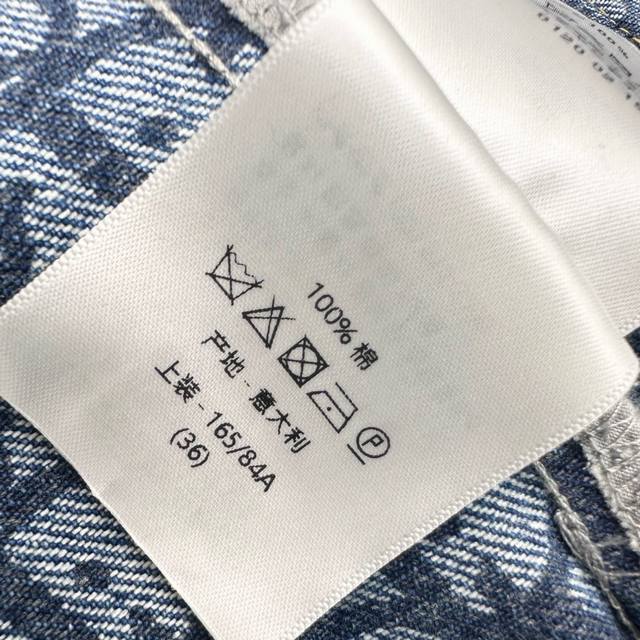 100% 棉
P
产地 - 意大利
上装 - 165/84A
(36)